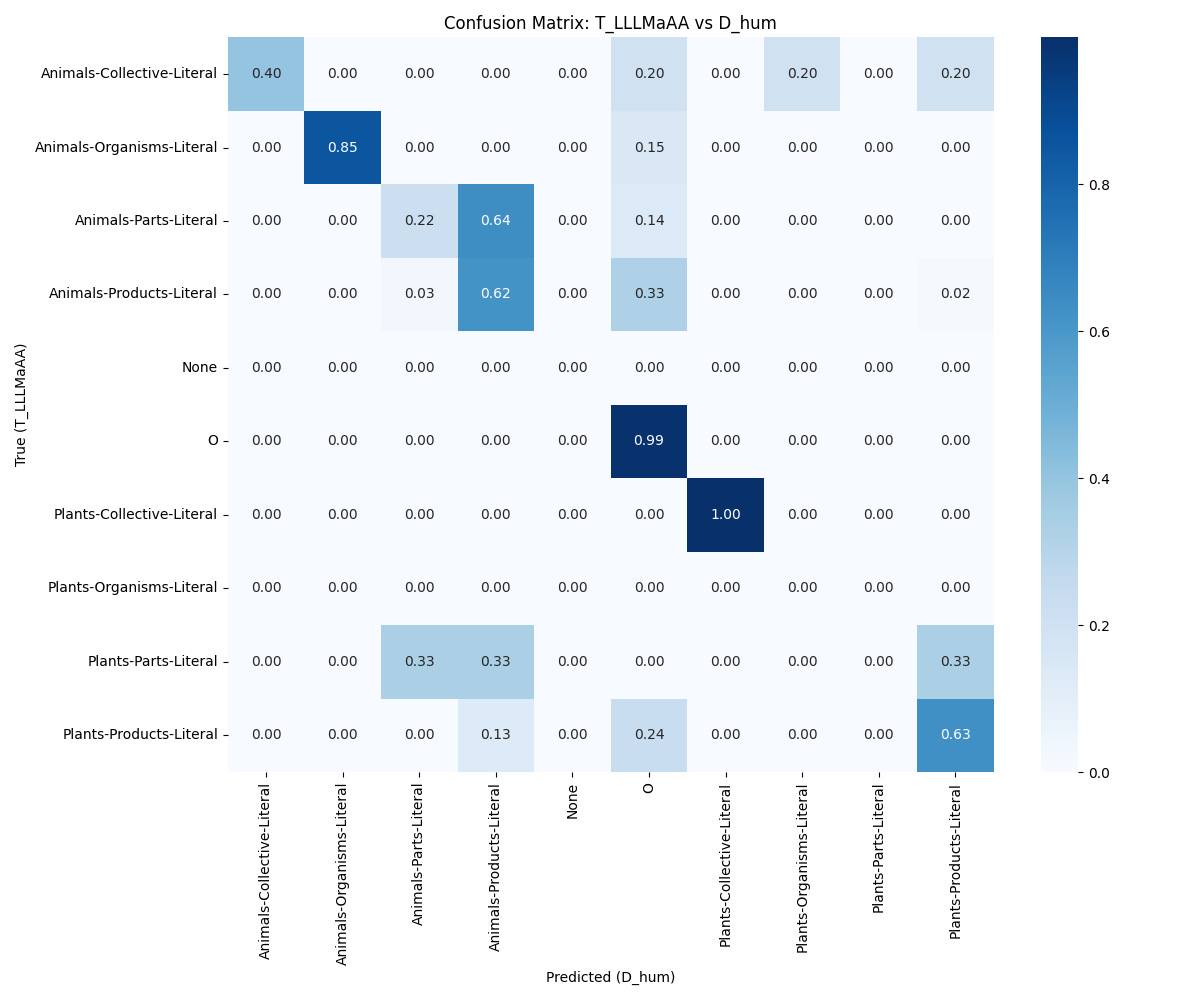 Confusion Matrix: T_LLLMaAA vs D_hum
Animals-Collective-Literal 0.40 0.00 0.00 0.00 0.00 0.20 0.00 0.20 0.00 0.20
Animals-Organisms-Literal 0.00 0.85 0.00 0.00 0.00 0.15 0.00 0.00 0.00 0.00
0.8
Animals-Parts-Literal 0.00 0.00 0.22 0.64 0.00 0.14 0.00 0.00 0.00 0.00
Animals-Products-Literal 0.00 0.00 0.03 0.62 0.00 0.33 0.00 0.00 0.00 0.02
0.6
None 0.00 0.00 0.00 0.00 0.00 0.00 0.00 0.00 0.00 0.00
True (T_LLLMaAA)
O 0.00 0.00 0.00 0.00 0.00 0.99 0.00 0.00 0.00 0.00
0.4
Plants-Collective-Literal 0.00 0.00 0.00 0.00 0.00 0.00 1.00 0.00 0.00 0.00
Plants-Organisms-Literal 0.00 0.00 0.00 0.00 0.00 0.00 0.00 0.00 0.00 0.00
0.2
Plants-Parts-Literal 0.00 0.00 0.33 0.33 0.00 0.00 0.00 0.00 0.00 0.33
Plants-Products-Literal 0.00 0.00 0.00 0.13 0.00 0.24 0.00 0.00 0.00 0.63
0.0
Animals-Collective-Literal
Animals-Organisms-Literal
Animals-Parts-Literal
Animals-Products-Literal
None
O
Plants-Collective-Literal
Plants-Organisms-Literal
Plants-Parts-Literal
Plants-Products-Literal
Predicted (D_hum)